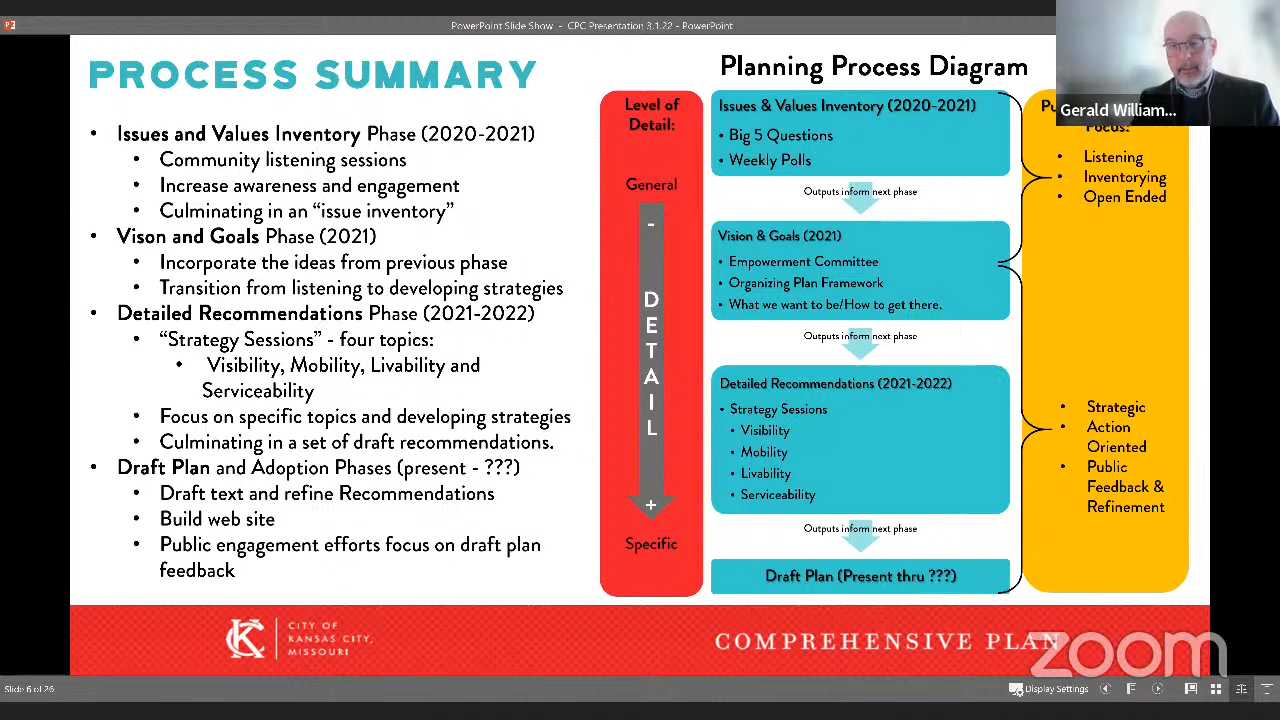 PowerPoint Slide Show - CPC Presentation 3.1.22 - PowerPoint
PROCESS SUMMARY
• Issues and Values Inventory Phase (2020-2021)
• Community listening sessions
• Increase awareness and engagement
• Culminating in an “issue inventory”
• Vison and Goals Phase (2021)
• Incorporate the ideas from previous phase
• Transition from listening to developing strategies
• Detailed Recommendations Phase (2021-2022)
• “Strategy Sessions” - four topics:
• Visibility, Mobility, Livability and
Serviceability
• Focus on specific topics and developing strategies
• Culminating in a set of draft recommendations.
• Draft Plan and Adoption Phases (present - ???)
• Draft text and refine Recommendations
• Build web site
• Public engagement efforts focus on draft plan
feedback
Planning Process Diagram
Level of
Detail:
General
-
D
E
T
A
I
L
+
Specific
Issues & Values Inventory (2020-2021)
• Big 5 Questions
• Weekly Polls
Outputs inform next phase
Vision & Goals (2021)
• Empowerment Committee
• Organizing Plan Framework
• What we want to be/How to get there.
Outputs inform next phase
Detailed Recommendations (2021-2022)
• Strategy Sessions
• Visibility
• Mobility
• Livability
• Serviceability
Outputs inform next phase
Draft Plan (Present thru ???)
Focus:
• Listening
• Inventorying
• Open Ended
• Strategic
• Action
Oriented
• Public
Feedback &
Refinement
Gerald William...
KC
CITY OF
KANSAS CITY,
MISSOURI
COMPREHENSIVE PLAN
zoom
Slide 6 of 26
Display Settings